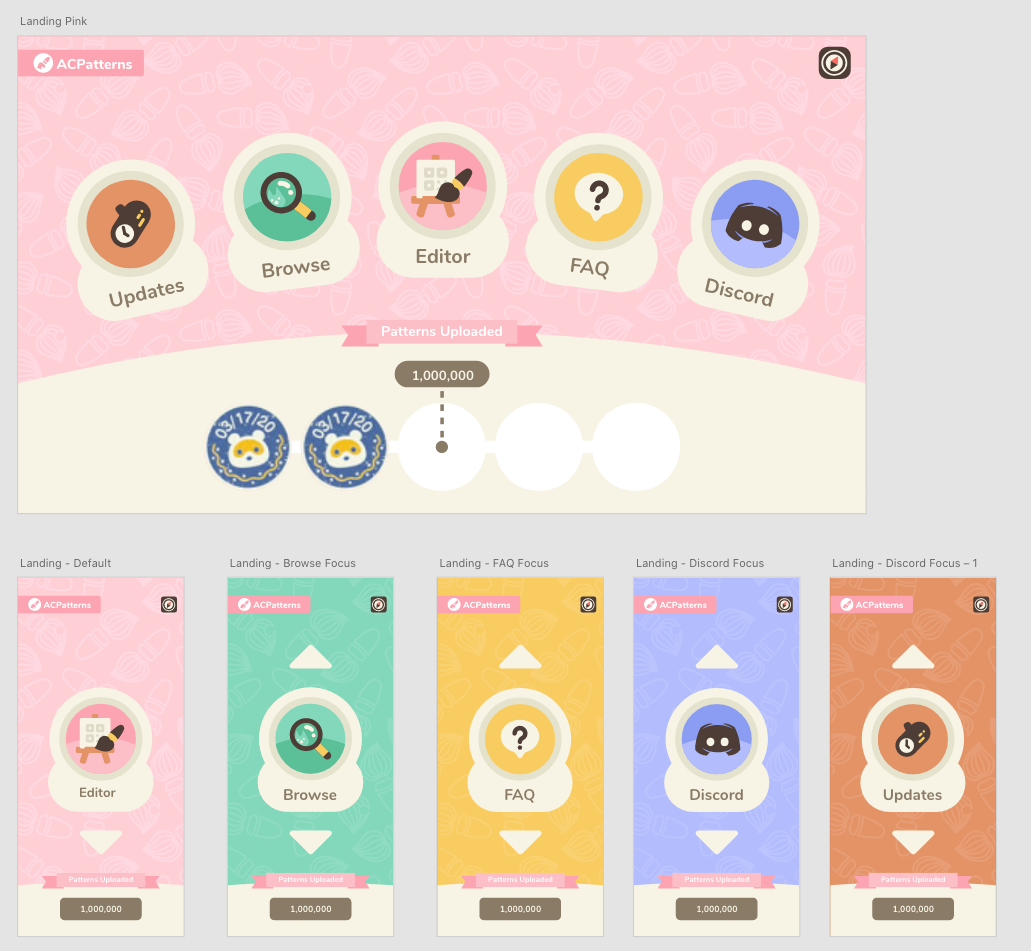 Landing Pink
ACPatterns
Updates
Browse
Editor
FAQ
Discord
Patterns Uploaded
1,000,000
03/17/20
03/17/20
Landing - Default
Landing - Browse Focus
Landing - FAQ Focus
Landing - Discord Focus
Landing - Discord Focus – 1
ACPatterns
ACPatterns
ACPatterns
ACPatterns
ACPatterns
?
Editor
Browse
FAQ
Discord
Updates
Patterns Uploaded
Patterns Uploaded
Patterns Uploaded
Patterns Uploaded
Patterns Uploaded
1,000,000
1,000,000
1,000,000
1,000,000
1,000,000